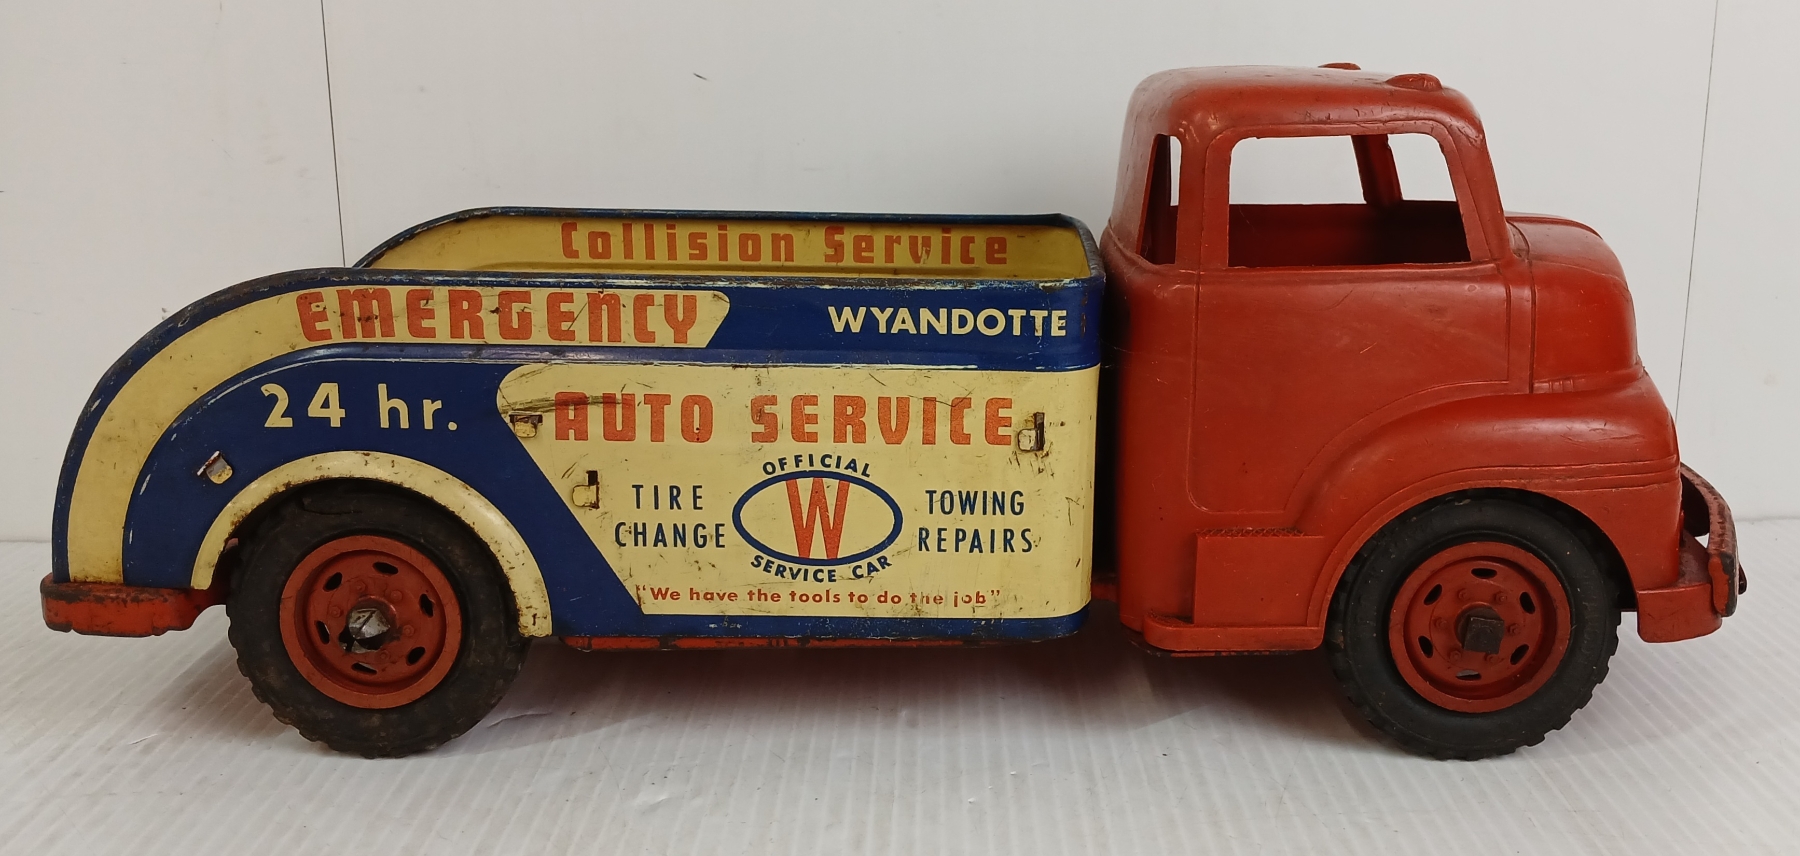 Collision Service
EMERGENCY
WYANDOTTE
24 hr.
AUTO SERVICE
TIRE
CHANGE
OFFICIAL
W
SERVICE CAR
TOWING
REPAIRS
"We have the tools to do the job"